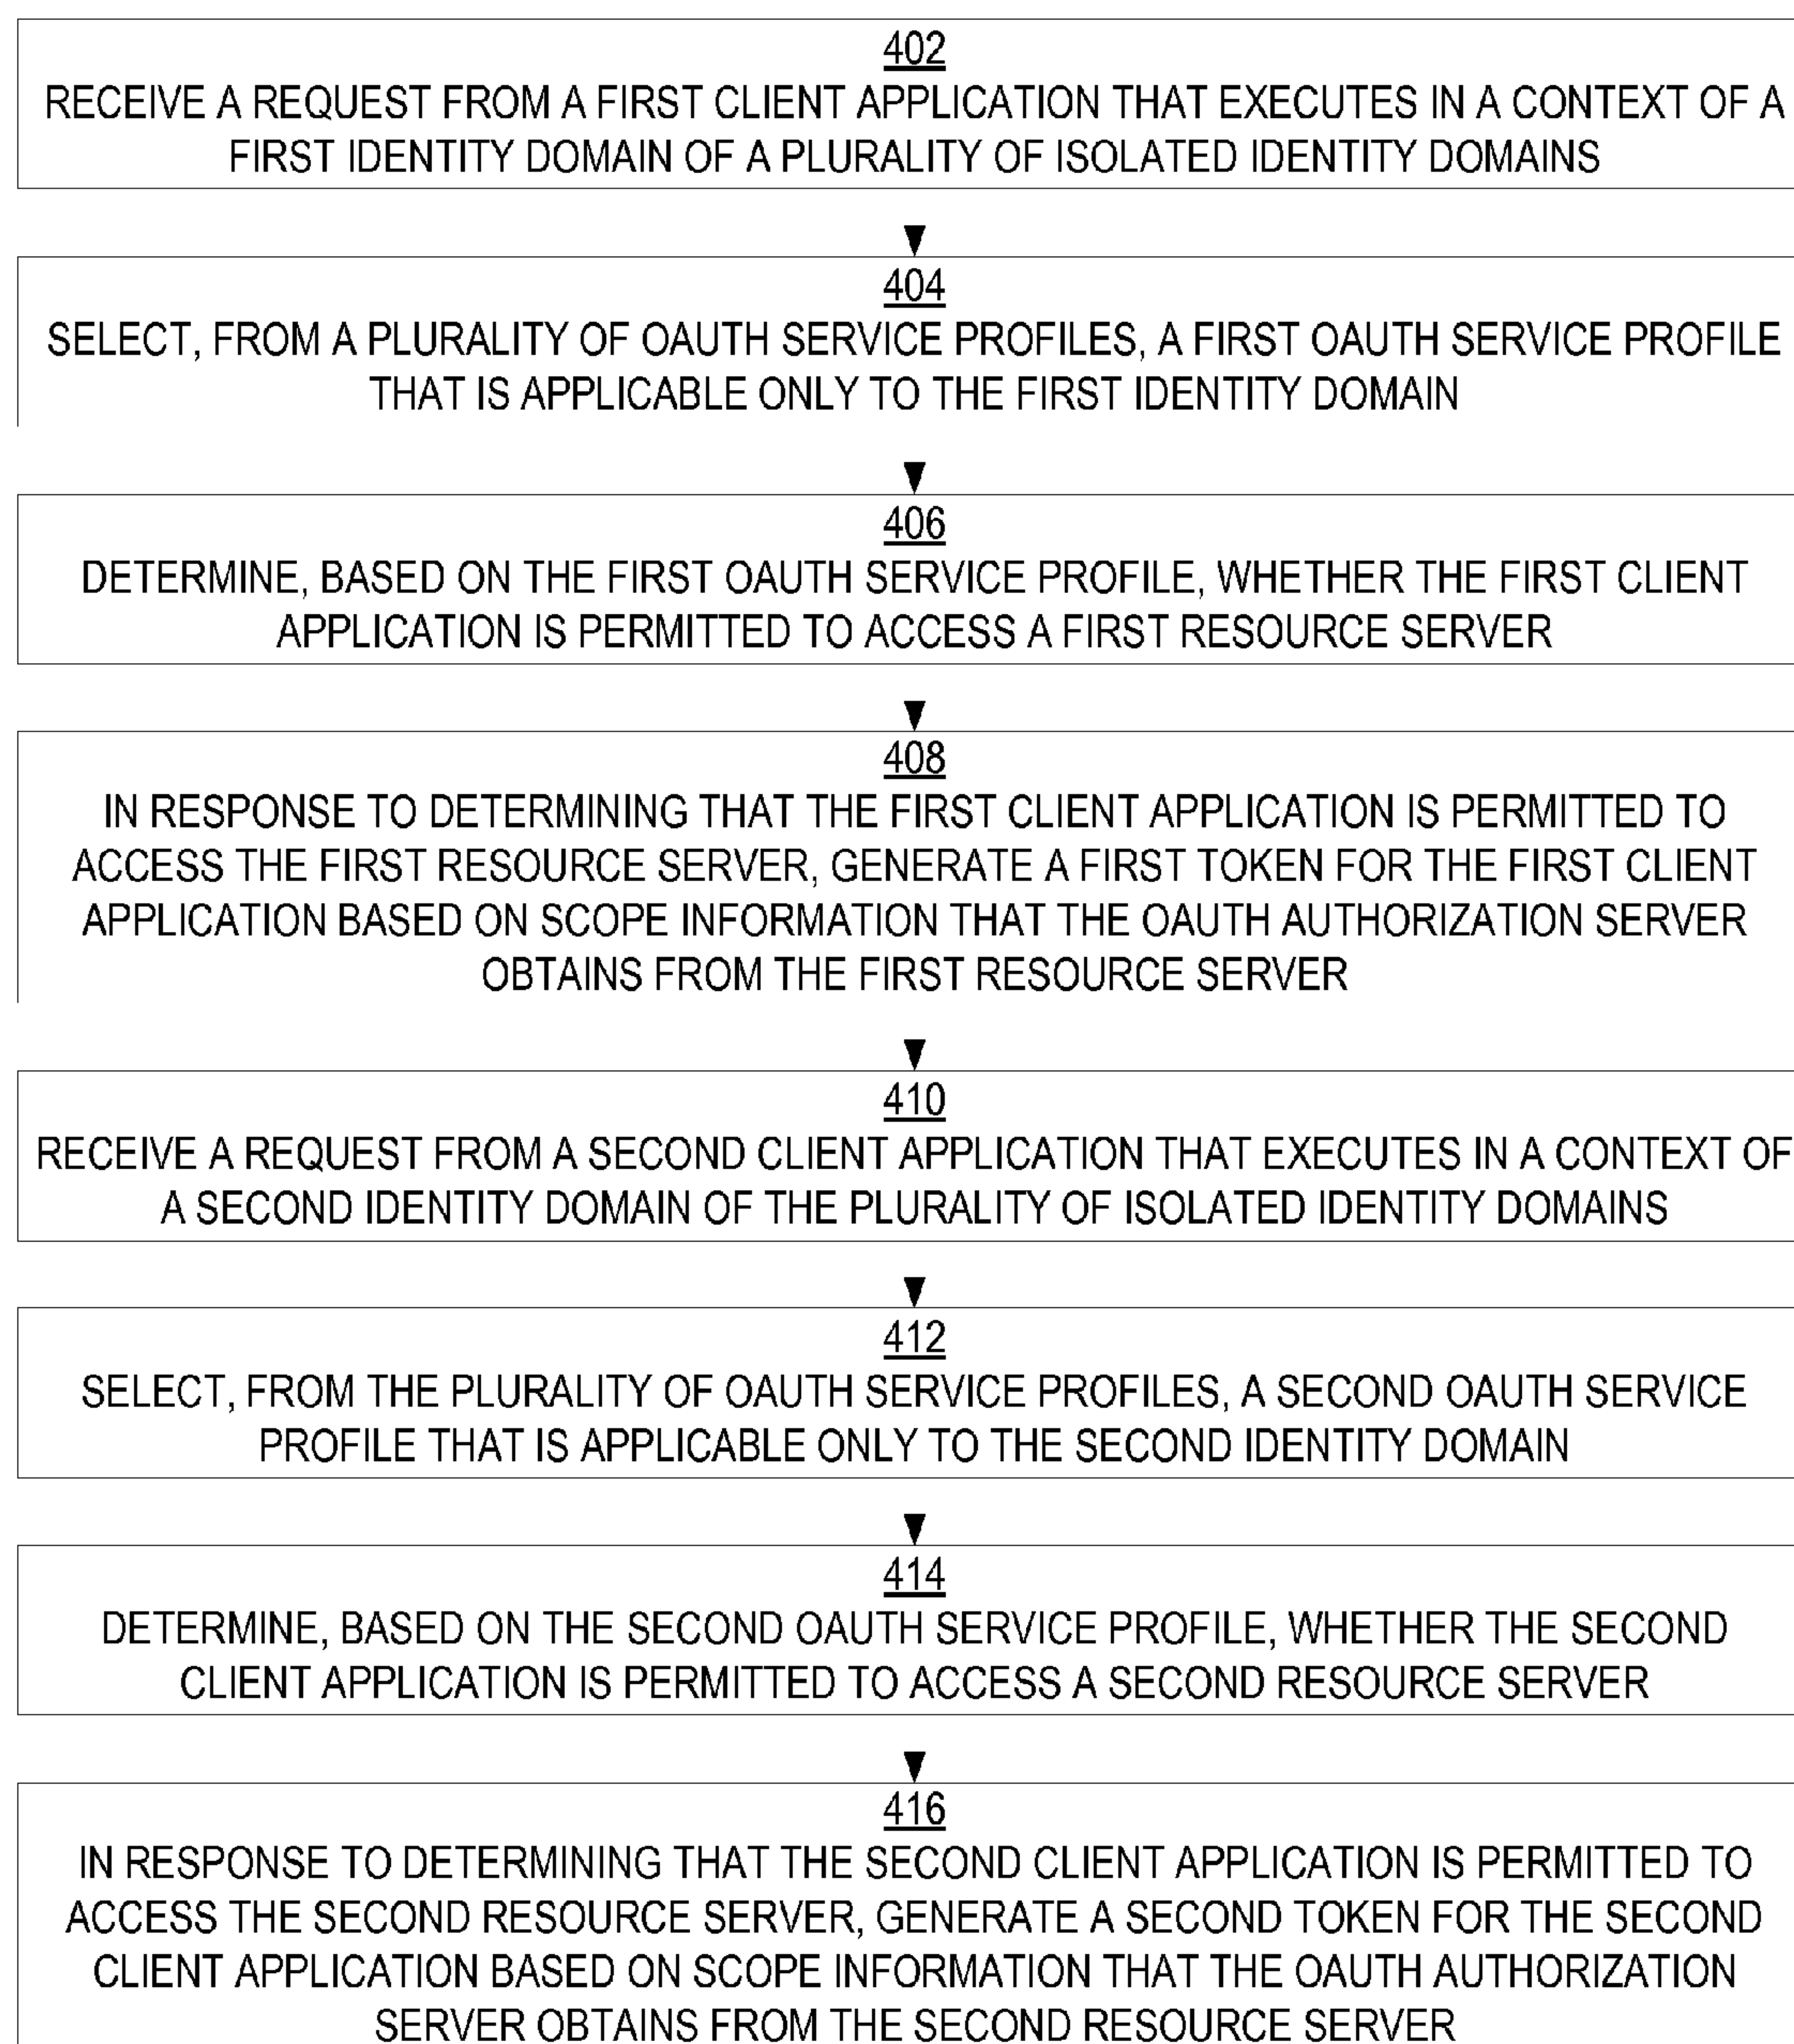 402
RECEIVE A REQUEST FROM A FIRST CLIENT APPLICATION THAT EXECUTES IN A CONTEXT OF A
FIRST IDENTITY DOMAIN OF A PLURALITY OF ISOLATED IDENTITY DOMAINS
404
SELECT, FROM A PLURALITY OF OAUTH SERVICE PROFILES, A FIRST OAUTH SERVICE PROFILE
THAT IS APPLICABLE ONLY TO THE FIRST IDENTITY DOMAIN
406
DETERMINE, BASED ON THE FIRST OAUTH SERVICE PROFILE, WHETHER THE FIRST CLIENT
APPLICATION IS PERMITTED TO ACCESS A FIRST RESOURCE SERVER
408
IN RESPONSE TO DETERMINING THAT THE FIRST CLIENT APPLICATION IS PERMITTED TO
ACCESS THE FIRST RESOURCE SERVER, GENERATE A FIRST TOKEN FOR THE FIRST CLIENT
APPLICATION BASED ON SCOPE INFORMATION THAT THE OAUTH AUTHORIZATION SERVER
OBTAINS FROM THE FIRST RESOURCE SERVER
410
RECEIVE A REQUEST FROM A SECOND CLIENT APPLICATION THAT EXECUTES IN A CONTEXT OF
A SECOND IDENTITY DOMAIN OF THE PLURALITY OF ISOLATED IDENTITY DOMAINS
412
SELECT, FROM THE PLURALITY OF OAUTH SERVICE PROFILES, A SECOND OAUTH SERVICE
PROFILE THAT IS APPLICABLE ONLY TO THE SECOND IDENTITY DOMAIN
414
DETERMINE, BASED ON THE SECOND OAUTH SERVICE PROFILE, WHETHER THE SECOND
CLIENT APPLICATION IS PERMITTED TO ACCESS A SECOND RESOURCE SERVER
416
IN RESPONSE TO DETERMINING THAT THE SECOND CLIENT APPLICATION IS PERMITTED TO
ACCESS THE SECOND RESOURCE SERVER, GENERATE A SECOND TOKEN FOR THE SECOND
CLIENT APPLICATION BASED ON SCOPE INFORMATION THAT THE OAUTH AUTHORIZATION
SERVER OBTAINS FROM THE SECOND RESOURCE SERVER